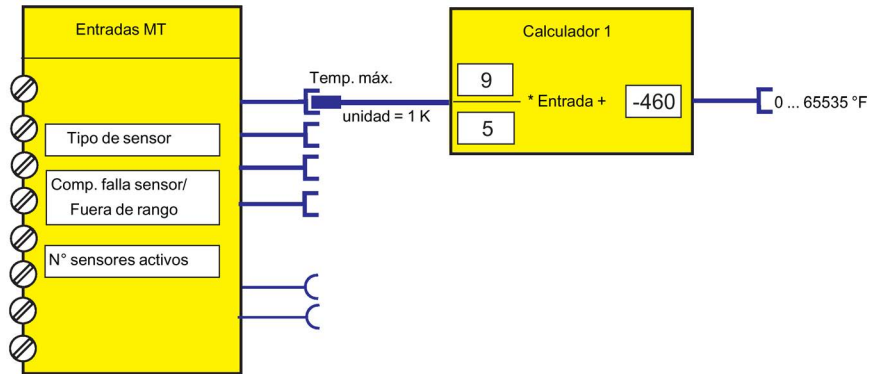 Entradas MT
Tipo de sensor
Comp. falla sensor/
Fuera de rango
N° sensores activos
Temp. máx.
unidad = 1 K
Calculador 1
9
5
* Entrada +
-460
0 ... 65535 °F